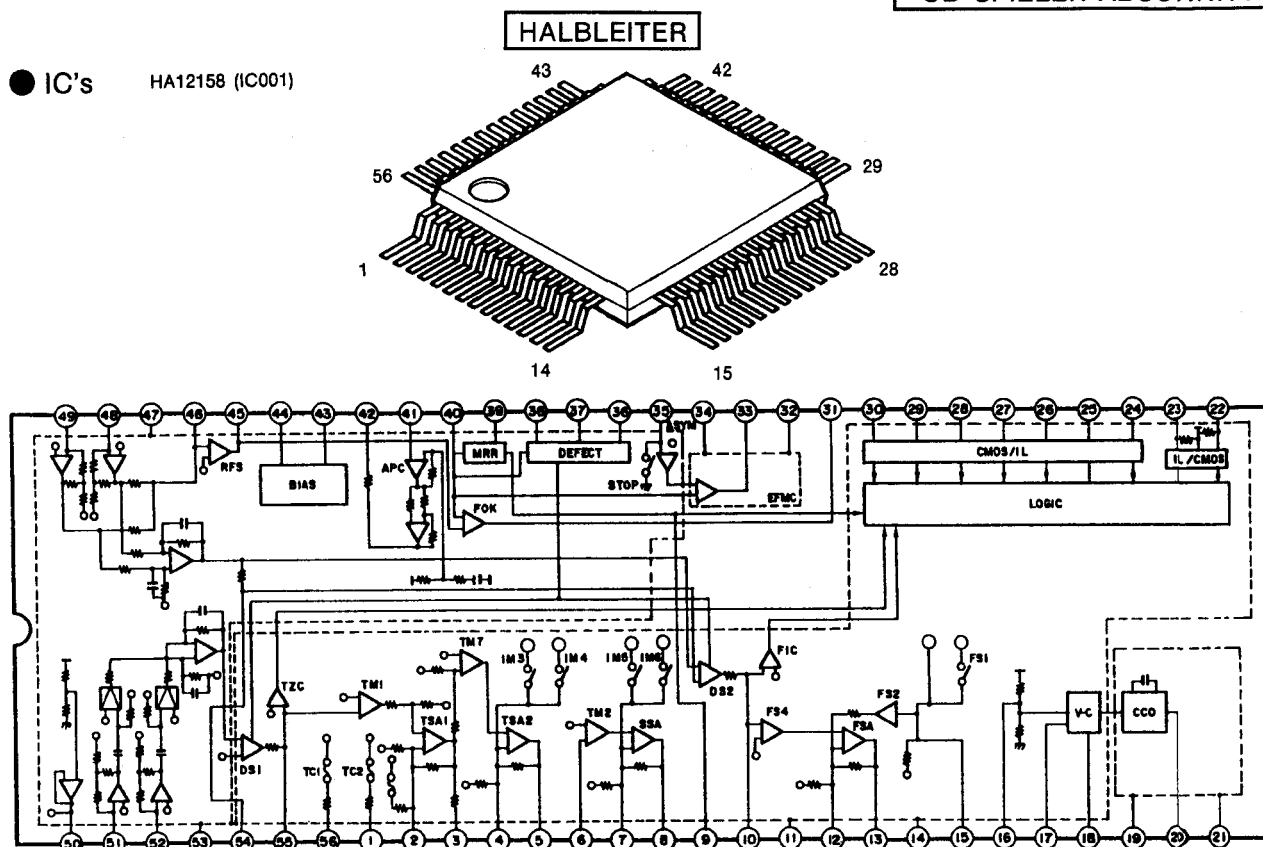 HALBLEITER
● IC's HA12158 (IC001)
43 42
56 29
1 28
14 15
49 48 47 46 45 44 43 42 41 40 39 38 37 36 35 34 33 32 31 30 29 28 27 26 25 24 23 22
ASYM
RFS APC MRR DEFECT CMOS/IL IL/CMOS
BIAS STOP EFMC
FOK LOGIC
TM7 IM3 IM4 IM5 IM6 FIC FS1
TZC TM1 DS2 FS2
TSA1 TSA2 TM2 SSA FS4 FSA V-C CCO
DS1 TC1 TC2
50 51 52 53 54 55 56 1 2 3 4 5 6 7 8 9 10 11 12 13 14 15 16 17 18 19 20 21